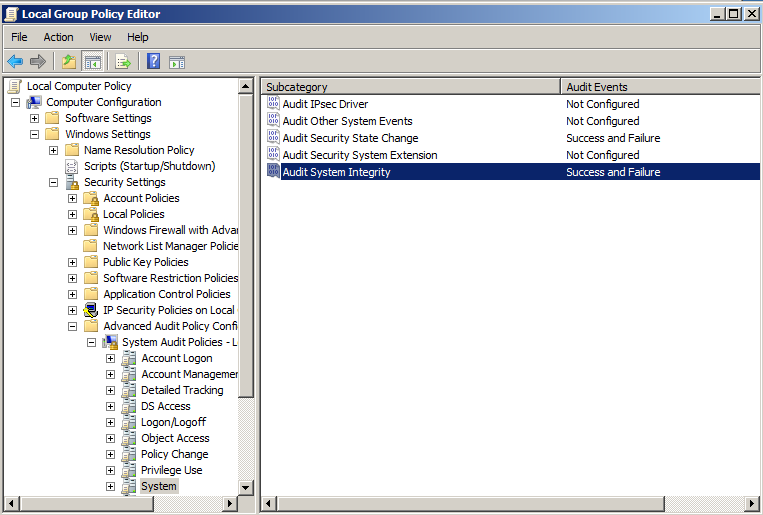 Local Group Policy Editor
File Action View Help
Local Computer Policy
Computer Configuration
Software Settings
Windows Settings
Name Resolution Policy
Scripts (Startup/Shutdown)
Security Settings
Account Policies
Local Policies
Windows Firewall with Advan
Network List Manager Policie
Public Key Policies
Software Restriction Policies
Application Control Policies
IP Security Policies on Local
Advanced Audit Policy Confi
System Audit Policies - L
Account Logon
Account Managemen
Detailed Tracking
DS Access
Logon/Logoff
Object Access
Policy Change
Privilege Use
System
Subcategory Audit Events
Audit IPsec Driver Not Configured
Audit Other System Events Not Configured
Audit Security State Change Success and Failure
Audit Security System Extension Not Configured
Audit System Integrity Success and Failure